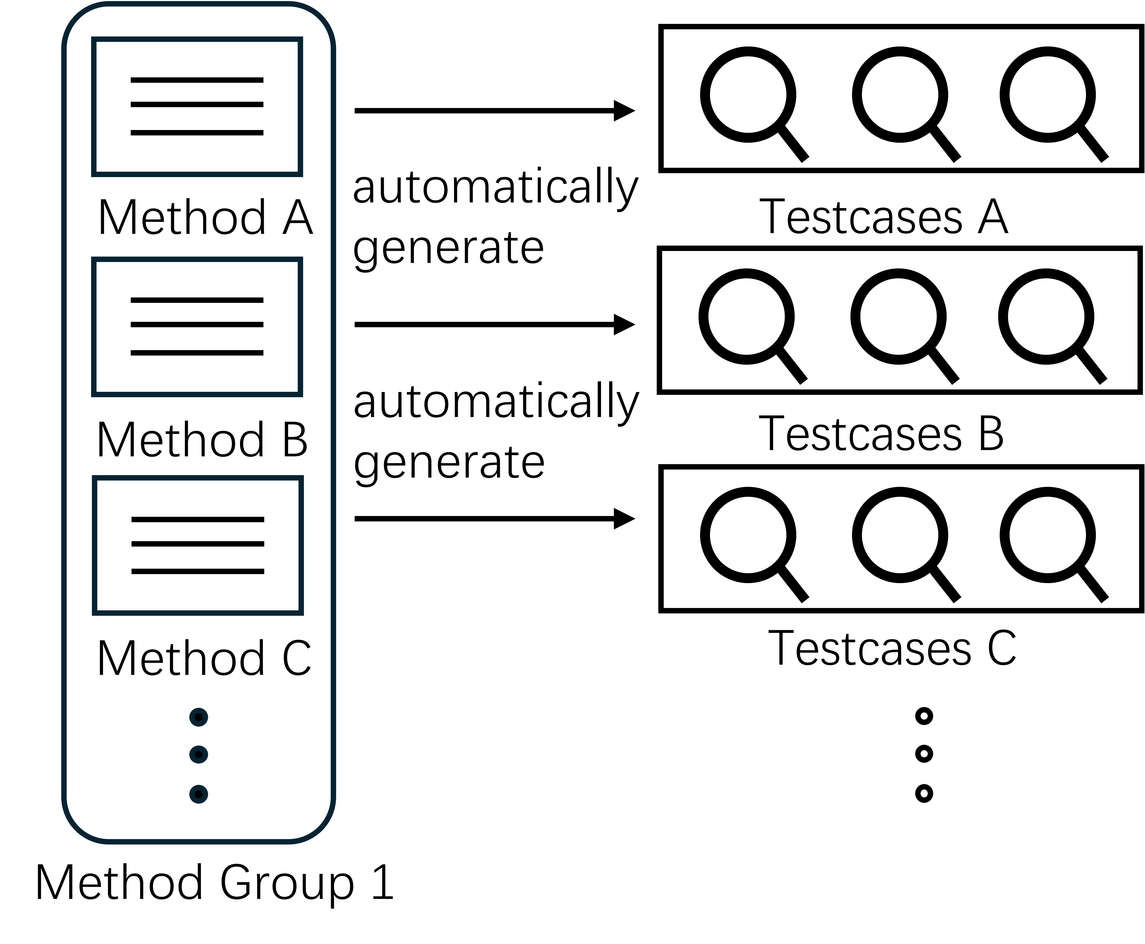 Method A
automatically
generate
Testcases A
Method B
automatically
generate
Testcases B
Method C
Testcases C
Method Group 1